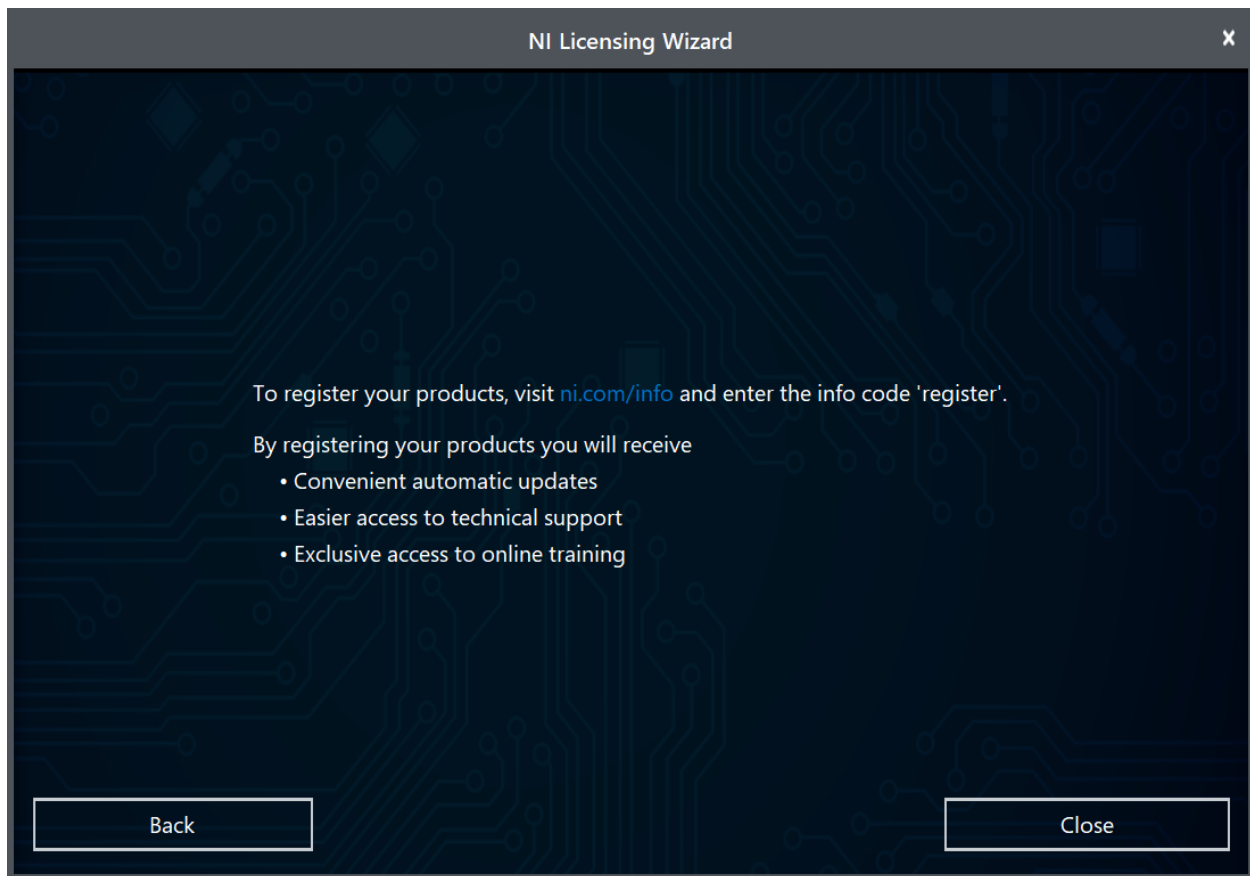 NI Licensing Wizard
x
To register your products, visit ni.com/info and enter the info code 'register'.
By registering your products you will receive
• Convenient automatic updates
• Easier access to technical support
• Exclusive access to online training
Back
Close